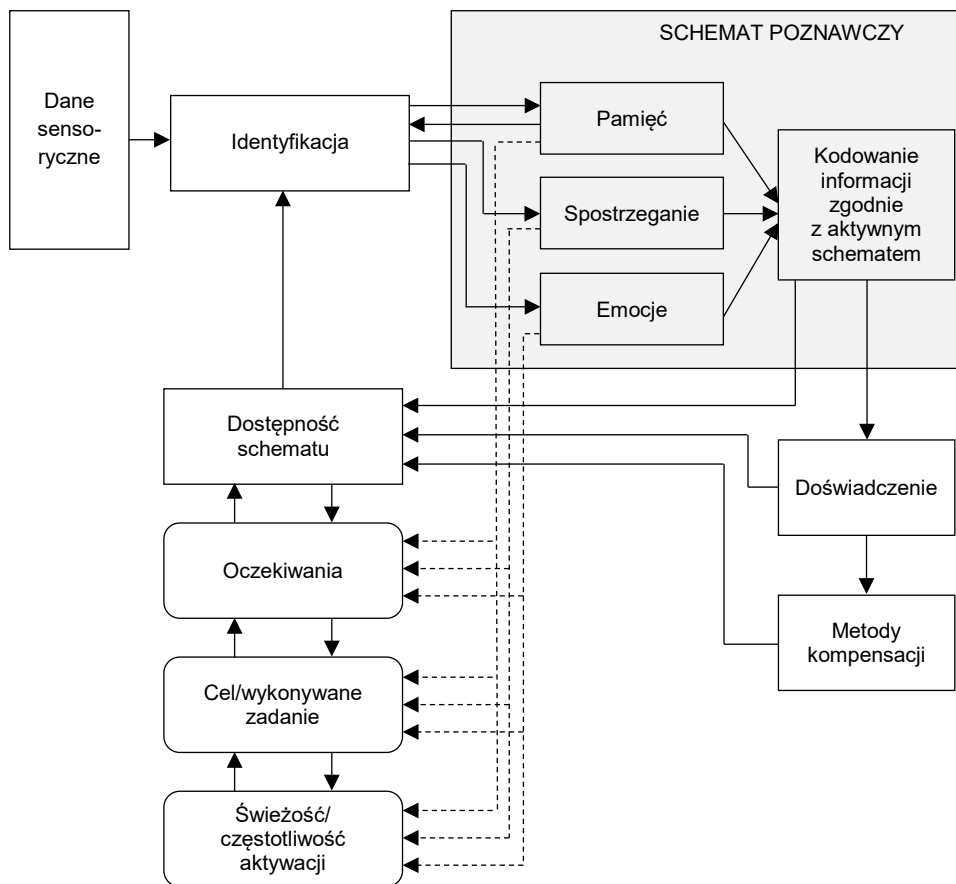 SCHEMAT POZNAWCZY
Dane
senso-
ryczne
Identyfikacja
Pamięć
Spostrzeganie
Emocje
Kodowanie
informacji
zgodnie
z aktywnym
schematem
Dostępność
schematu
Doświadczenie
Oczekiwania
Metody
kompensacji
Cel/wykonywane
zadanie
Świeżość/
częstotliwość
aktywacji